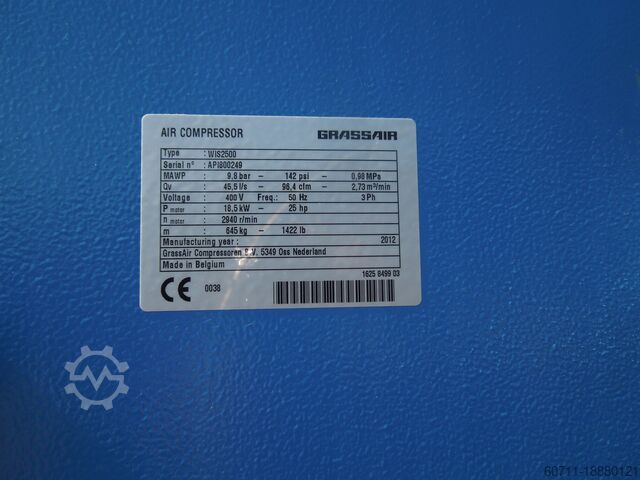 AIR COMPRESSOR GRASSAIR
Type : WIS2500
Serial n° : API800249
MAWP 9,8 bar – 142 psi – 0,98 MPa
Qv 45,5 l/s – 96,4 cfm – 2,73 m³/min
Voltage 400 V Freq.: 50 Hz 3 Ph
P motor 18,5 kW – 25 hp
n motor 2940 r/min
m 645 kg – 1422 lb
Manufacturing year : 2012
GrassAir Compressoren B.V. 5349 Oss Nederland
Made in Belgium
1625 8499 03
CE 0038
60711-18880121